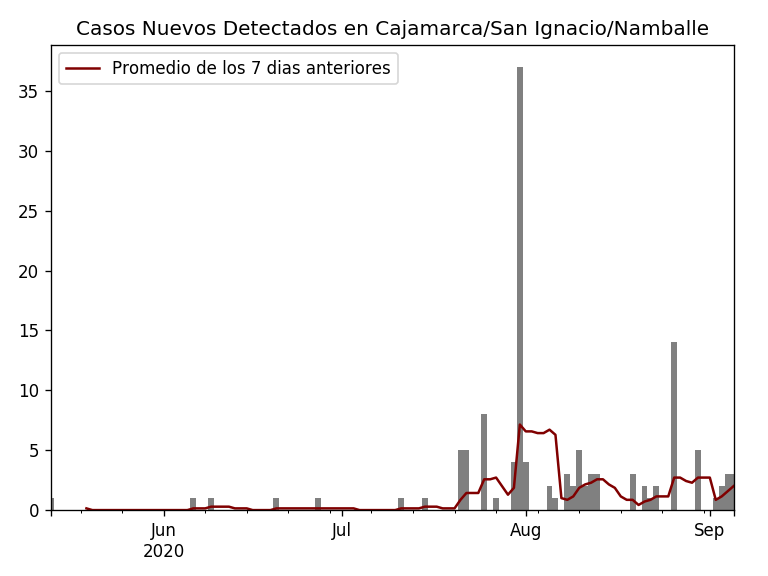 Casos Nuevos Detectados en Cajamarca/San Ignacio/Namballe
Promedio de los 7 dias anteriores
35
30
25
20
15
10
5
0
Jun
2020
Jul
Aug
Sep